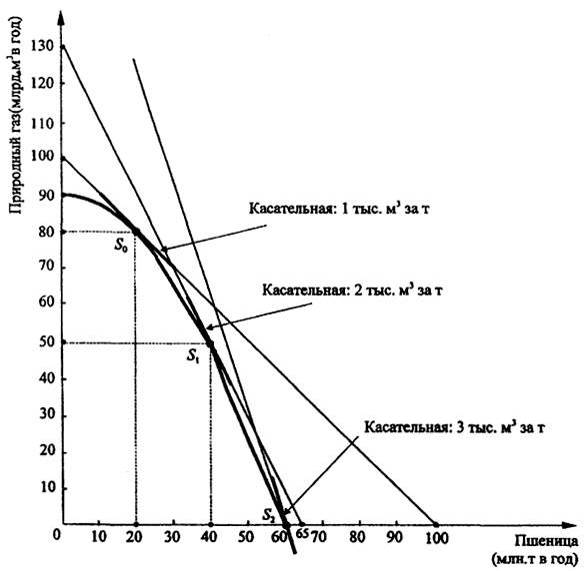 Природный газ(млрд.м³в год)
130
120
110
100
90
80
70
60
50
40
30
20
10
0
Касательная: 1 тыс. м³ за т
S₀
Касательная: 2 тыс. м³ за т
S₁
Касательная: 3 тыс. м³ за т
S₂
10 20 30 40 50 60 65 70 80 90 100
Пшеница
(млн.т в год)